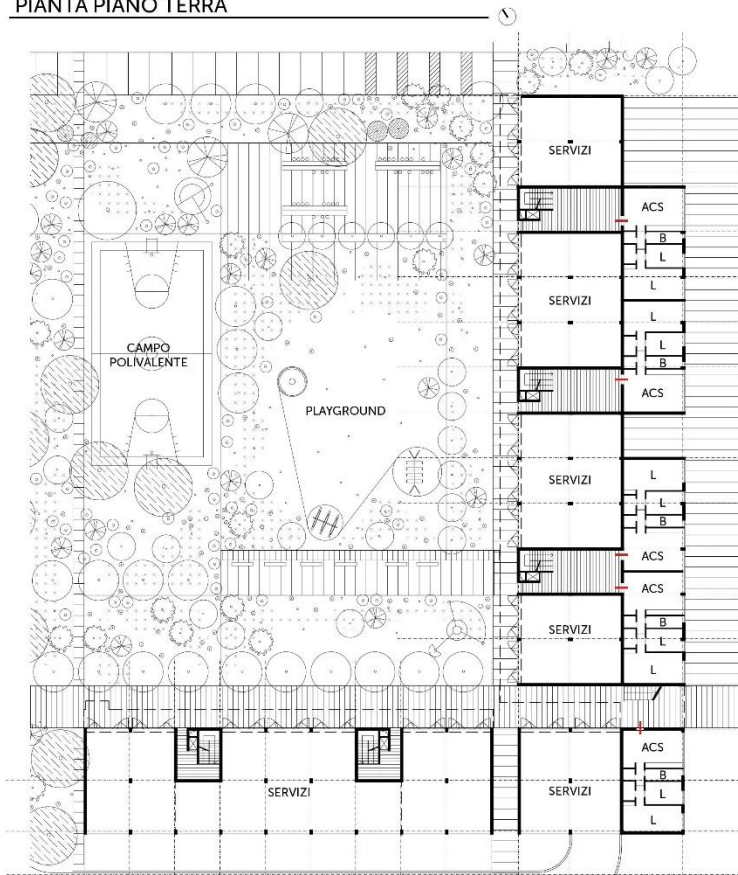 PIANTA PIANO TERRA
SERVIZI
ACS
B
L
L
SERVIZI
L
L
B
ACS
CAMPO
POLIVALENTE
PLAYGROUND
SERVIZI
L
L
B
ACS
ACS
SERVIZI
B
L
L
ACS
B
L
L
SERVIZI
SERVIZI